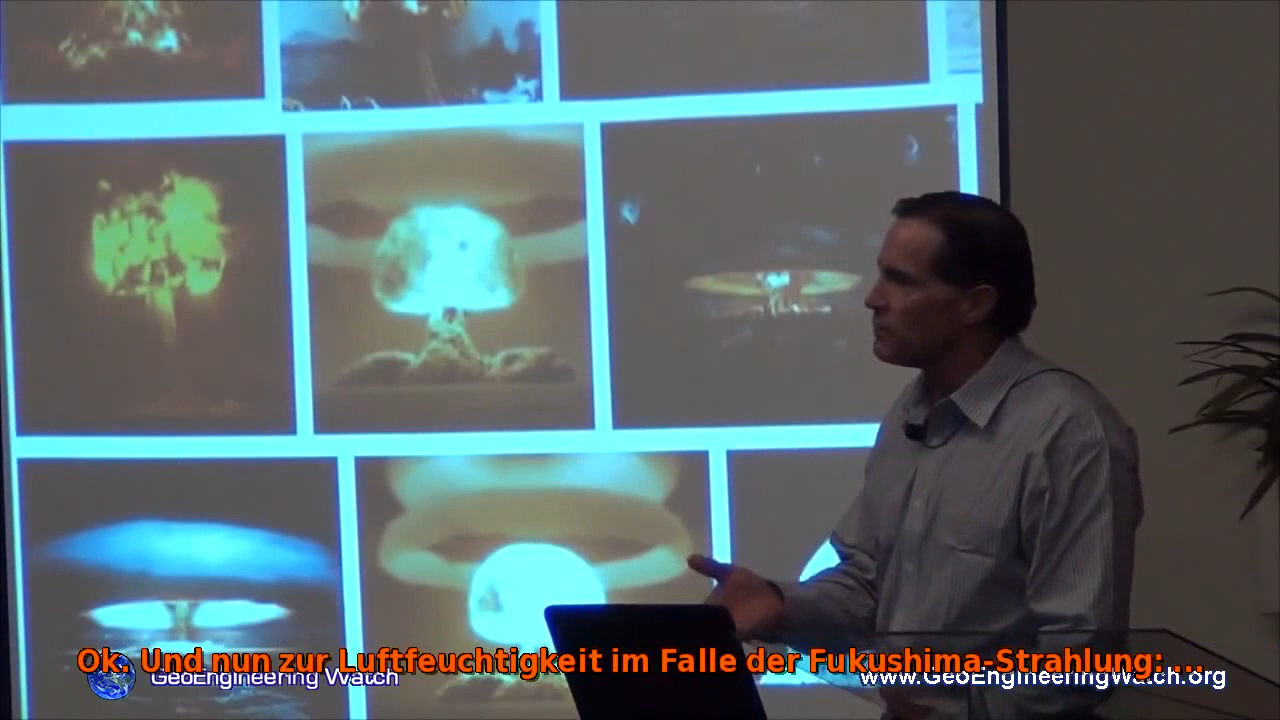 Ok. Und nun zur Luftfeuchtigkeit im Falle der Fukushima-Strahlung: ...
GeoEngineering Watch
www.GeoEngineeringWatch.org